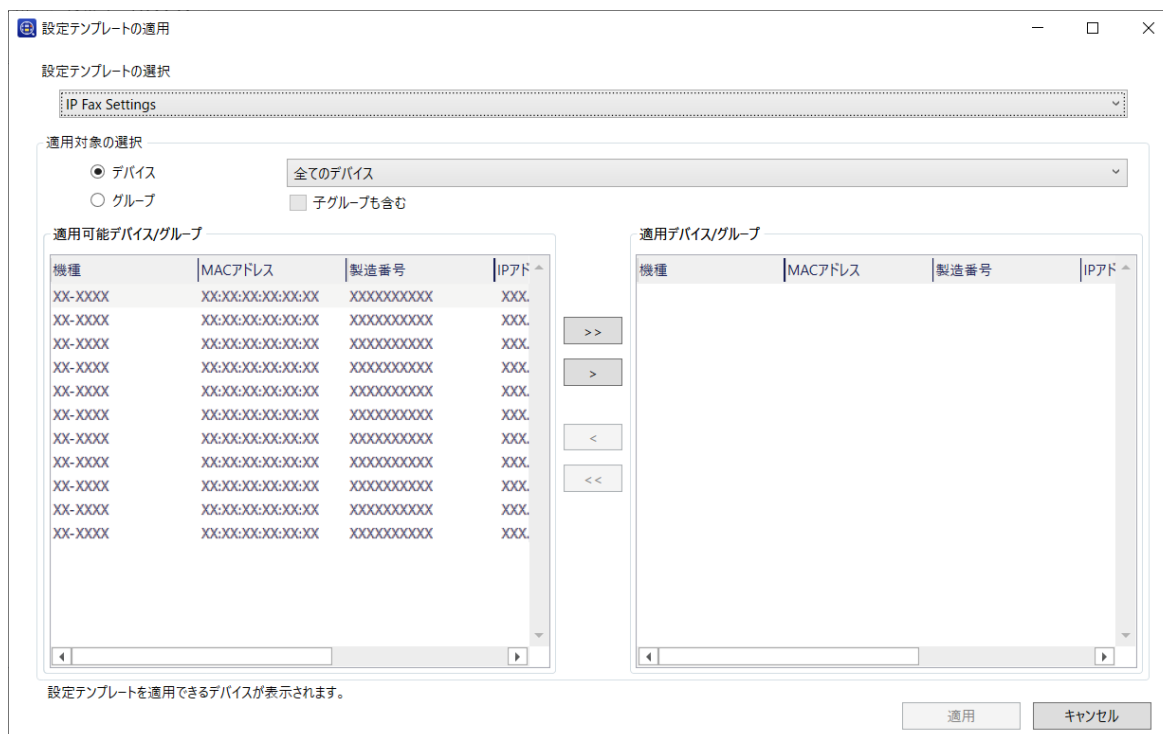 設定テンプレートの適用
設定テンプレートの選択
IP Fax Settings
適用対象の選択
デバイス 全てのデバイス
グループ 子グループも含む
適用可能デバイス/グループ 適用デバイス/グループ
機種 MACアドレス 製造番号 IPアド 機種 MACアドレス 製造番号 IPアド
XX-XXXX XX:XX:XX:XX:XX:XX XXXXXXXXXX XXX.
XX-XXXX XX:XX:XX:XX:XX:XX XXXXXXXXXX XXX.
>>
XX-XXXX XX:XX:XX:XX:XX:XX XXXXXXXXXX XXX.
XX-XXXX XX:XX:XX:XX:XX:XX XXXXXXXXXX XXX.
>
XX-XXXX XX:XX:XX:XX:XX:XX XXXXXXXXXX XXX.
XX-XXXX XX:XX:XX:XX:XX:XX XXXXXXXXXX XXX.
XX-XXXX XX:XX:XX:XX:XX:XX XXXXXXXXXX XXX.
<
XX-XXXX XX:XX:XX:XX:XX:XX XXXXXXXXXX XXX.
XX-XXXX XX:XX:XX:XX:XX:XX XXXXXXXXXX XXX.
<<
XX-XXXX XX:XX:XX:XX:XX:XX XXXXXXXXXX XXX.
XX-XXXX XX:XX:XX:XX:XX:XX XXXXXXXXXX XXX.
設定テンプレートを適用できるデバイスが表示されます。
適用 キャンセル